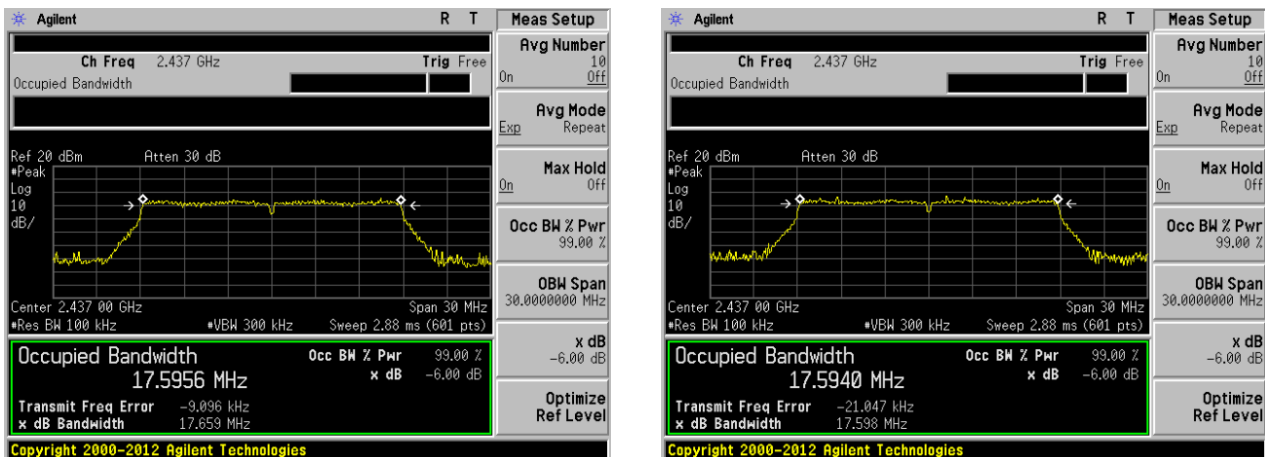 Agilent R T
Meas Setup
Ch Freq 2.437 GHz Trig Free
Occupied Bandwidth
Avg Number
10
On Off
Avg Mode
Exp Repeat
Ref 20 dBm Atten 30 dB
*Peak
Log
10
dB/
Max Hold
On Off
Occ BW % Pwr
99.00 %
OBW Span
30.0000000 MHz
Center 2.437 00 GHz Span 30 MHz
*Res BW 100 kHz *VBW 300 kHz Sweep 2.88 ms (601 pts)
Occupied Bandwidth Occ BW % Pwr 99.00 %
17.5956 MHz x dB -6.00 dB
x dB
-6.00 dB
Transmit Freq Error -9.096 kHz
x dB Bandwidth 17.659 MHz
Optimize
Ref Level
Copyright 2000-2012 Agilent Technologies
Agilent R T
Meas Setup
Ch Freq 2.437 GHz Trig Free
Occupied Bandwidth
Avg Number
10
On Off
Avg Mode
Exp Repeat
Ref 20 dBm Atten 30 dB
*Peak
Log
10
dB/
Max Hold
On Off
Occ BW % Pwr
99.00 %
OBW Span
30.0000000 MHz
Center 2.437 00 GHz Span 30 MHz
*Res BW 100 kHz *VBW 300 kHz Sweep 2.88 ms (601 pts)
Occupied Bandwidth Occ BW % Pwr 99.00 %
17.5940 MHz x dB -6.00 dB
x dB
-6.00 dB
Transmit Freq Error -21.047 kHz
x dB Bandwidth 17.598 MHz
Optimize
Ref Level
Copyright 2000-2012 Agilent Technologies